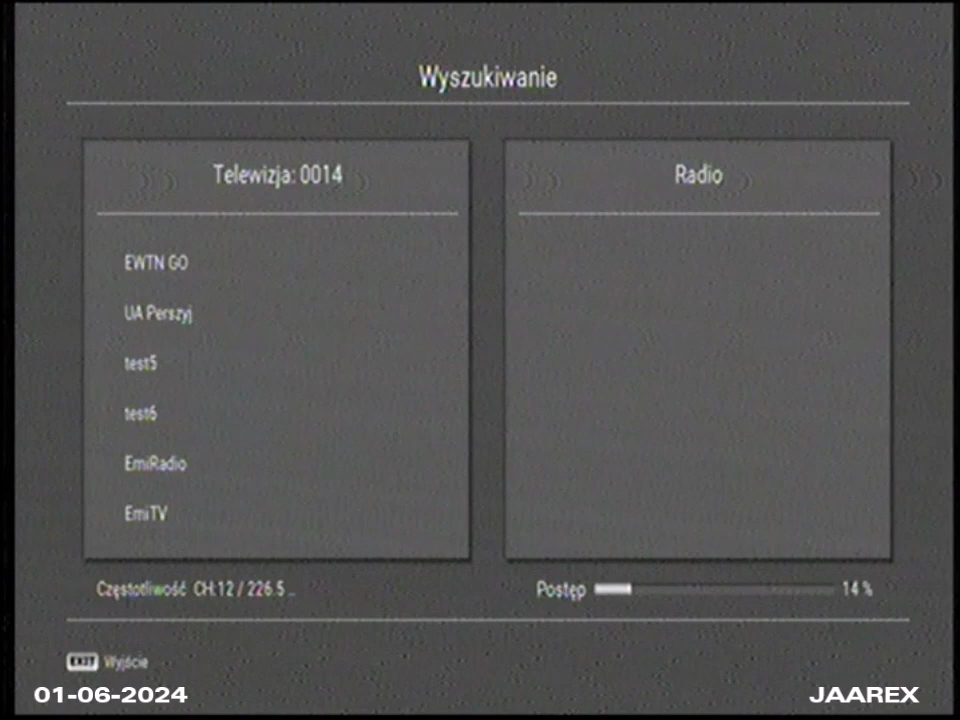 Wyszukiwanie
Telewizja: 0014
Radio
EWTN GO
UA Perszyj
test5
test6
EmiRadio
EmiTV
Częstotliwość CH:12 / 226.5 ..
Postęp 14 %
EXIT Wyjście
01-06-2024
JAAREX